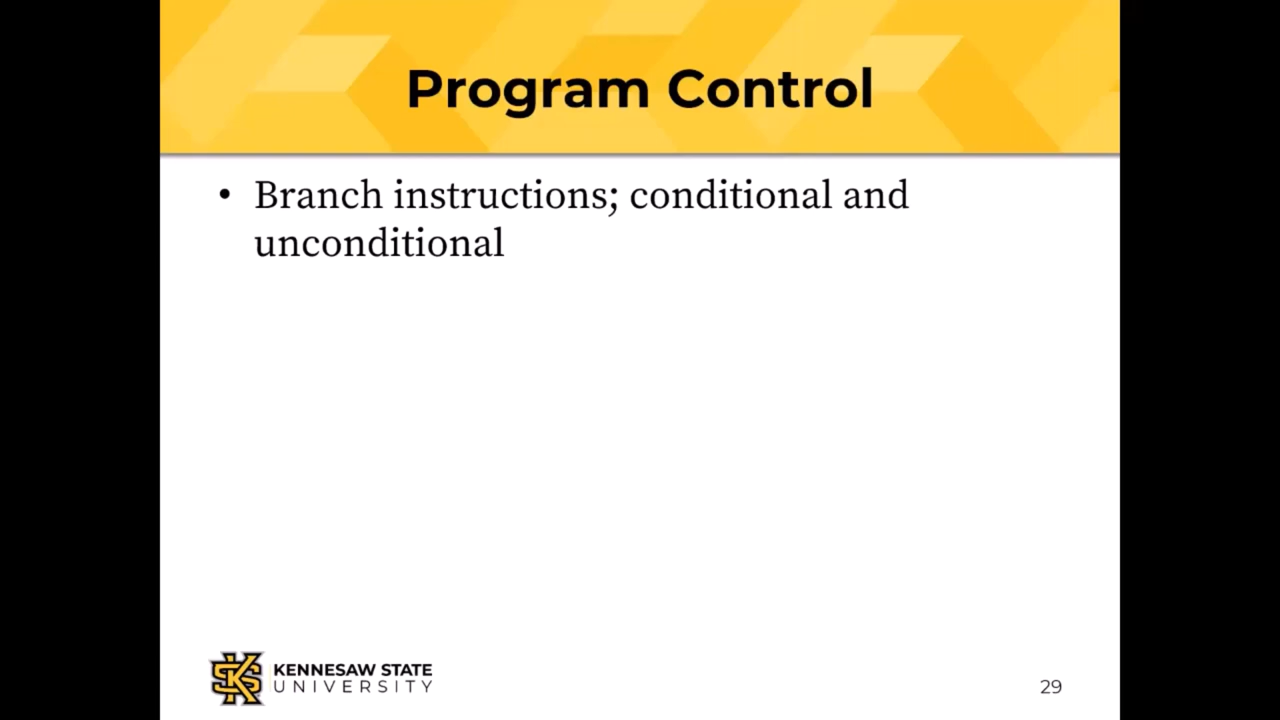 Program Control
• Branch instructions; conditional and
unconditional
KENNESAW STATE
UNIVERSITY
29